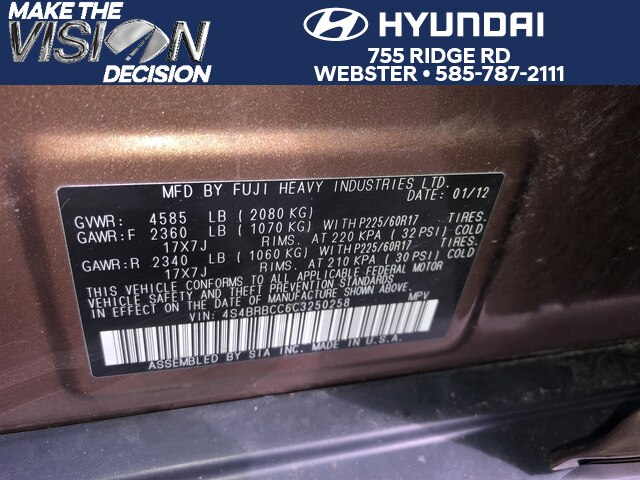 MAKE THE
VISION
DECISION
HYUNDAI
755 RIDGE RD
WEBSTER • 585-787-2111
MFD BY FUJI HEAVY INDUSTRIES LTD.
DATE: 01/12
GVWR: 4585 LB ( 2080 KG)
GAWR:F 2360 LB ( 1070 KG) WITH P225/60R17 TIRES.
17X7J RIMS. AT 220 KPA ( 32 PSI) COLD
GAWR:R 2340 LB ( 1060 KG) WITH P225/60R17 TIRES.
17X7J RIMS. AT 210 KPA ( 30 PSI) COLD
THIS VEHICLE CONFORMS TO ALL APPLICABLE FEDERAL MOTOR
VEHICLE SAFETY AND THEFT PREVENTION STANDARDS
IN EFFECT ON THE DATE OF MANUFACTURE SHOWN ABOVE.
VIN: 4S4BRBCC6C3250258 MPV
ASSEMBLED BY SIA INC. MADE IN U.S.A.